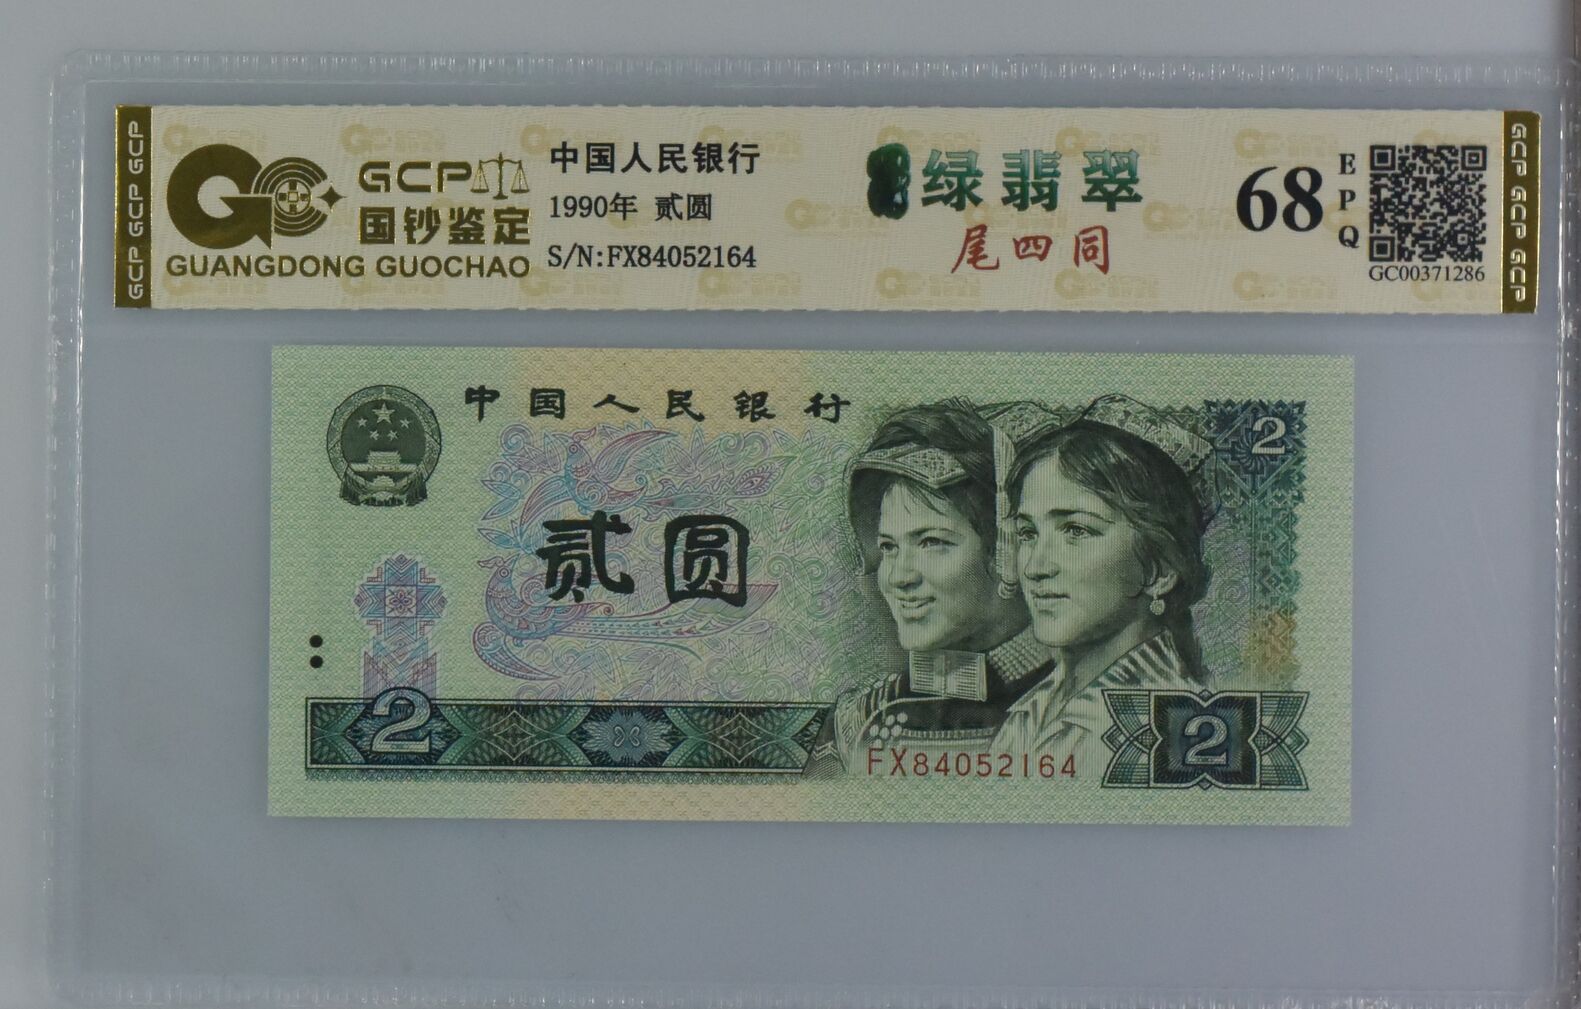 GCP GCP GCP
GCP
国钞鉴定
GUANGDONG GUOCHAO
中国人民银行
1990年 贰圆
S/N:FX84052164
绿翡翠
尾四同
68
EPQ
GC00371286
GCP GCP GCP
中国人民银行
2
贰圆
2
FX84052164
2